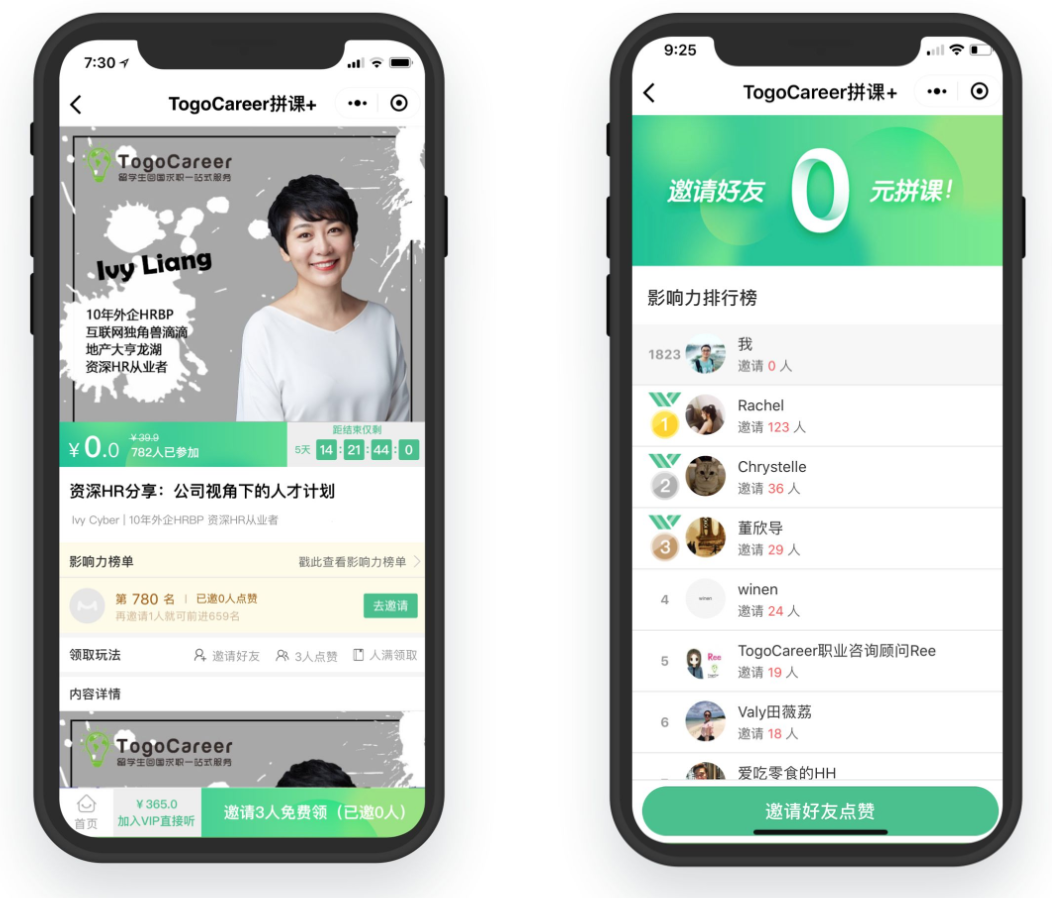 7:30
TogoCareer拼课+
TogoCareer
留学生回国求职一站式服务
Ivy Liang
10年外企HRBP
互联网独角兽滴滴
地产大亨龙湖
资深HR从业者
¥0.0 ¥39.9
782人已参加
距结束仅剩
5天 14:21:44:0
资深HR分享：公司视角下的人才计划
Ivy Cyber | 10年外企HRBP 资深HR从业者
影响力榜单 戳此查看影响力榜单
第 780 名 | 已邀0人点赞
再邀请1人就可前进659名
去邀请
领取玩法 邀请好友 3人点赞 人满领取
内容详情
TogoCareer
留学生回国求职一站式服务
首页
¥365.0
加入VIP直接听
邀请3人免费领（已邀0人）
9:25
TogoCareer拼课+
邀请好友 0 元拼课！
影响力排行榜
1823 我
邀请 0 人
1 Rachel
邀请 123 人
2 Chrystelle
邀请 36 人
3 董欣导
邀请 29 人
4 winen
邀请 24 人
5 TogoCareer职业咨询顾问Ree
邀请 19 人
6 Valy田薇荔
邀请 18 人
爱吃零食的HH
邀请好友点赞